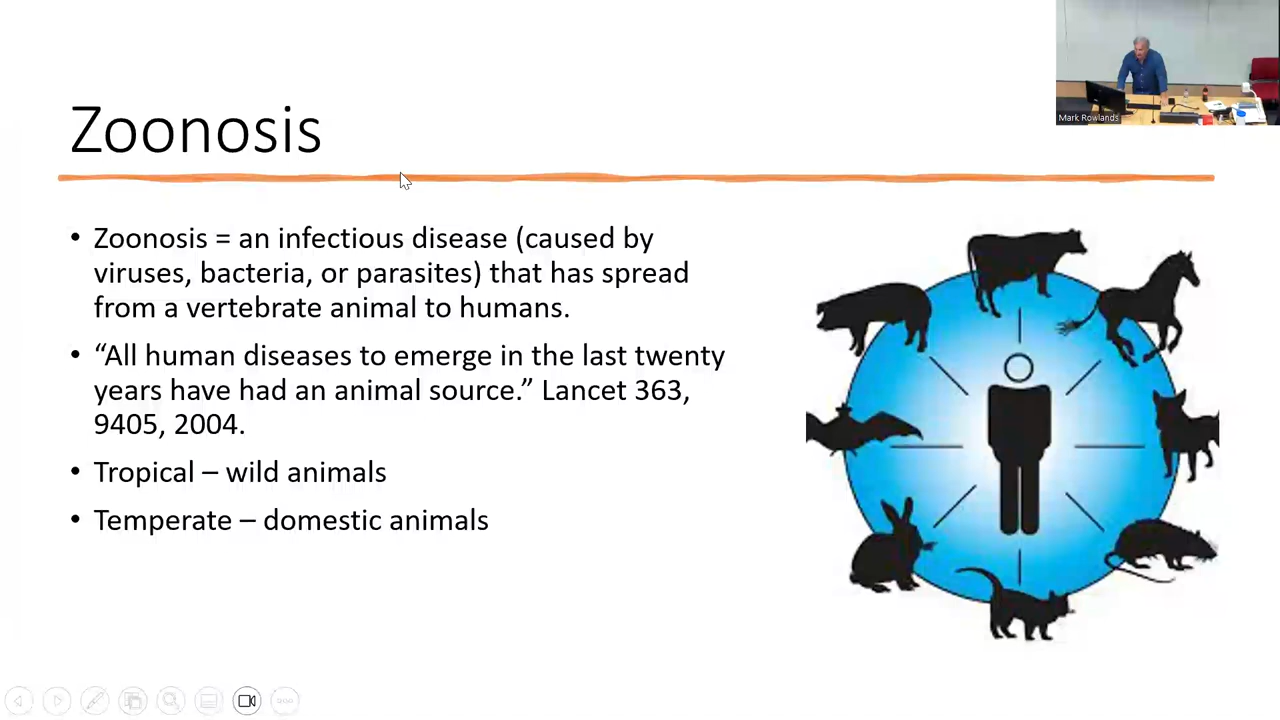 Zoonosis
• Zoonosis = an infectious disease (caused by
viruses, bacteria, or parasites) that has spread
from a vertebrate animal to humans.
• “All human diseases to emerge in the last twenty
years have had an animal source.” Lancet 363,
9405, 2004.
• Tropical – wild animals
• Temperate – domestic animals
Mark Rowlands